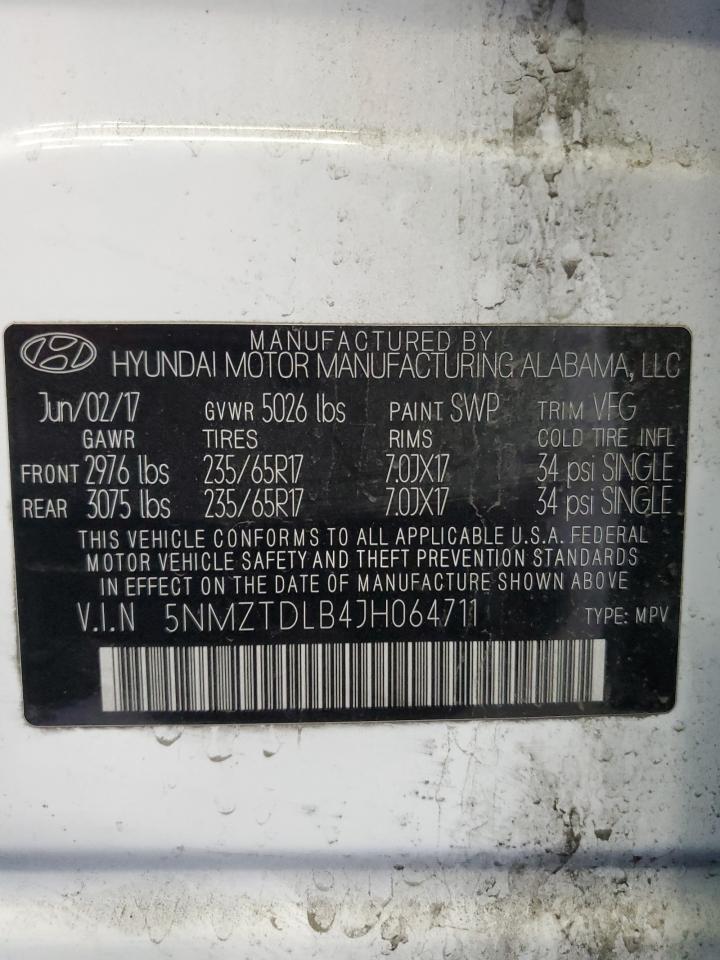 MANUFACTURED BY
HYUNDAI MOTOR MANUFACTURING ALABAMA, LLC
Jun/02/17 GVWR 5026 lbs PAINT SWP TRIM VFG
GAWR TIRES RIMS COLD TIRE INFL
FRONT 2976 lbs 235/65R17 7.0JX17 34 psi SINGLE
REAR 3075 lbs 235/65R17 7.0JX17 34 psi SINGLE
THIS VEHICLE CONFORMS TO ALL APPLICABLE U.S.A. FEDERAL
MOTOR VEHICLE SAFETY AND THEFT PREVENTION STANDARDS
IN EFFECT ON THE DATE OF MANUFACTURE SHOWN ABOVE
V.I.N 5NMZTDLB4JH064711 TYPE: MPV